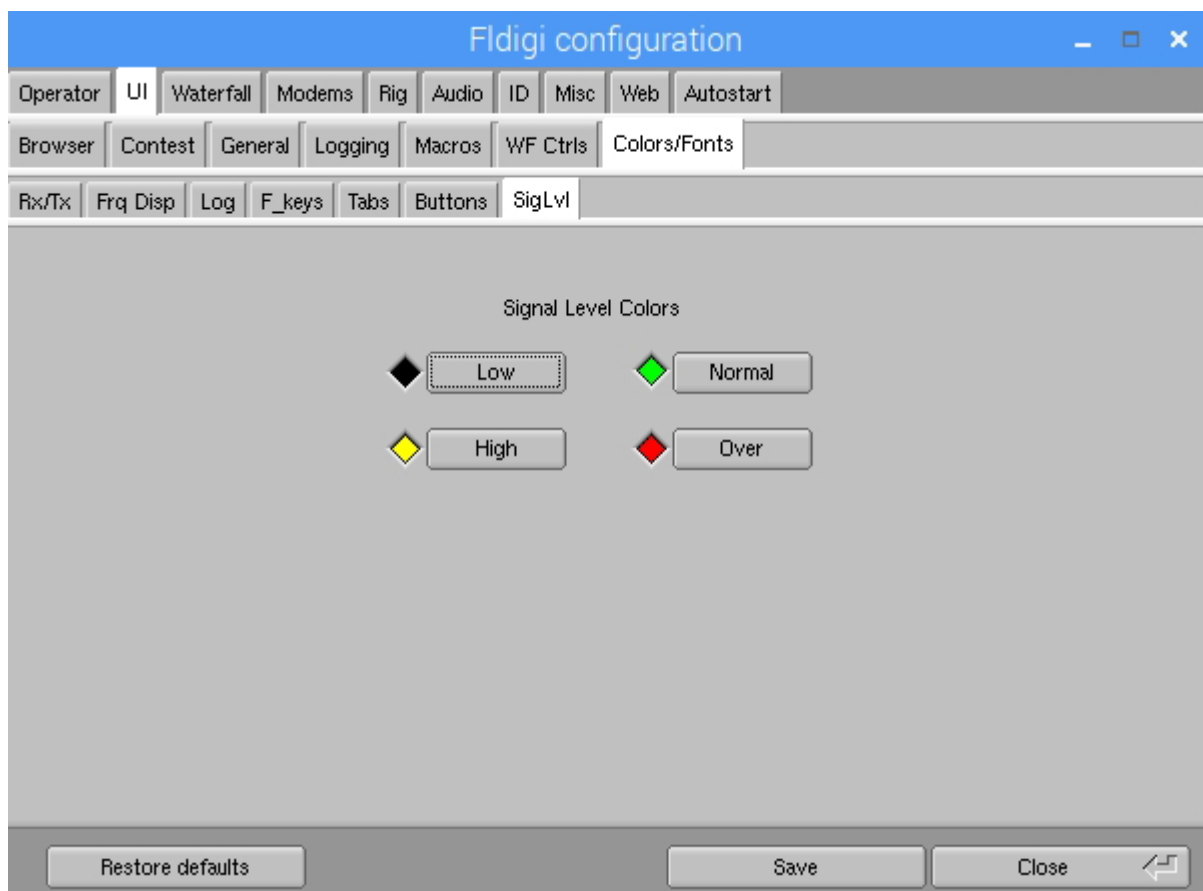 Fldigi configuration
Operator UI Waterfall Modems Rig Audio ID Misc Web Autostart
Browser Contest General Logging Macros WF Ctrls Colors/Fonts
Rx/Tx Frq Disp Log F_keys Tabs Buttons SigLvl
Signal Level Colors
Low Normal
High Over
Restore defaults Save Close